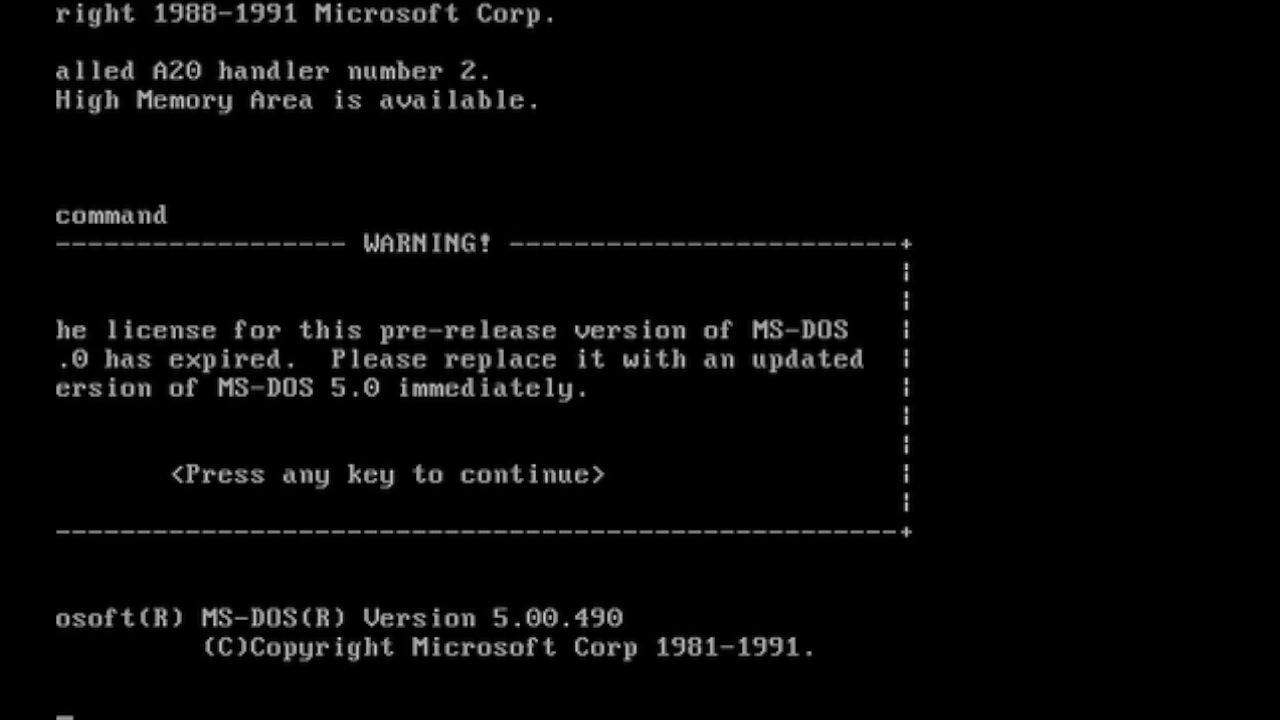 right 1988-1991 Microsoft Corp.
alled A20 handler number 2.
High Memory Area is available.
command
------------------ WARNING! ------------------------+
he license for this pre-release version of MS-DOS
.0 has expired.  Please replace it with an updated
ersion of MS-DOS 5.0 immediately.
<Press any key to continue>
----------------------------------------------------+
osoft(R) MS-DOS(R) Version 5.00.490
(C)Copyright Microsoft Corp 1981-1991.